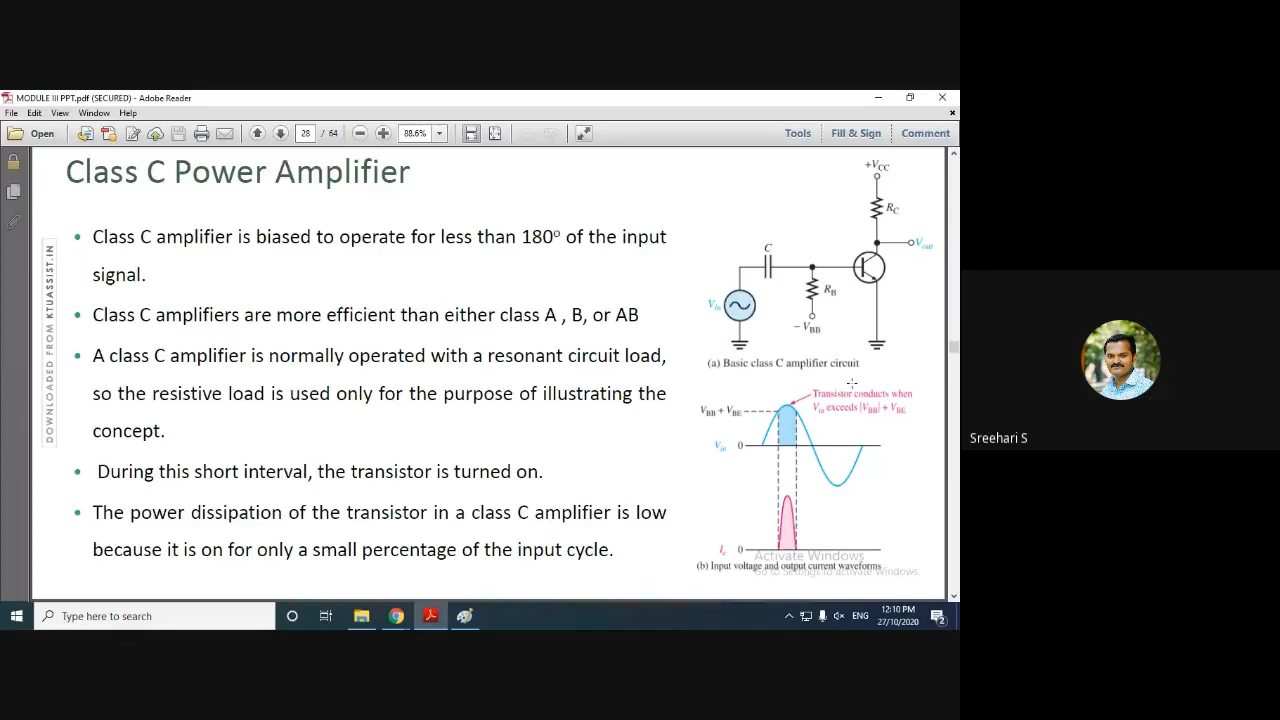 MODULE III PPT.pdf (SECURED) - Adobe Reader
File Edit View Window Help
Open 28 / 64 88.6% Tools Fill & Sign Comment
Class C Power Amplifier
• Class C amplifier is biased to operate for less than 180° of the input
signal.
• Class C amplifiers are more efficient than either class A , B, or AB
• A class C amplifier is normally operated with a resonant circuit load,
so the resistive load is used only for the purpose of illustrating the
concept.
• During this short interval, the transistor is turned on.
• The power dissipation of the transistor in a class C amplifier is low
because it is on for only a small percentage of the input cycle.
DOWNLOADED FROM KTUASSIST.IN
+VCC
RC
Vout
C
RB
Vin
– VBB
(a) Basic class C amplifier circuit
Transistor conducts when
Vin exceeds |VBB| + VBE
VBB + VBE
Vin 0
Ic 0
(b) Input voltage and output current waveforms
Activate Windows
Go to Settings to activate Windows.
Sreehari S
Type here to search
ENG
12:10 PM
27/10/2020
2